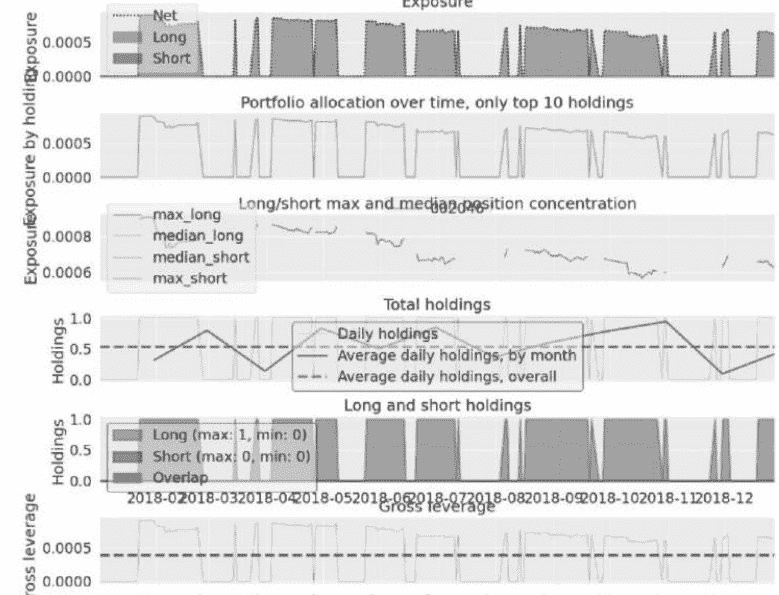 Exposure
Exposure
Net
Long
Short
0.0005
0.0000
Portfolio allocation over time, only top 10 holdings
Exposure by holding
0.0005
0.0000
002046
Long/short max and median position concentration
Exposure
max_long
median_long
median_short
max_short
0.0008
0.0006
Total holdings
Holdings
1.0
0.5
0.0
Daily holdings
Average daily holdings, by month
Average daily holdings, overall
Long and short holdings
Holdings
1.0
0.5
0.0
Long (max: 1, min: 0)
Short (max: 0, min: 0)
Overlap
2018-02 2018-03 2018-04 2018-05 2018-06 2018-07 2018-08 2018-09 2018-10 2018-11 2018-12
Gross leverage
ross leverage
0.0005
0.0000